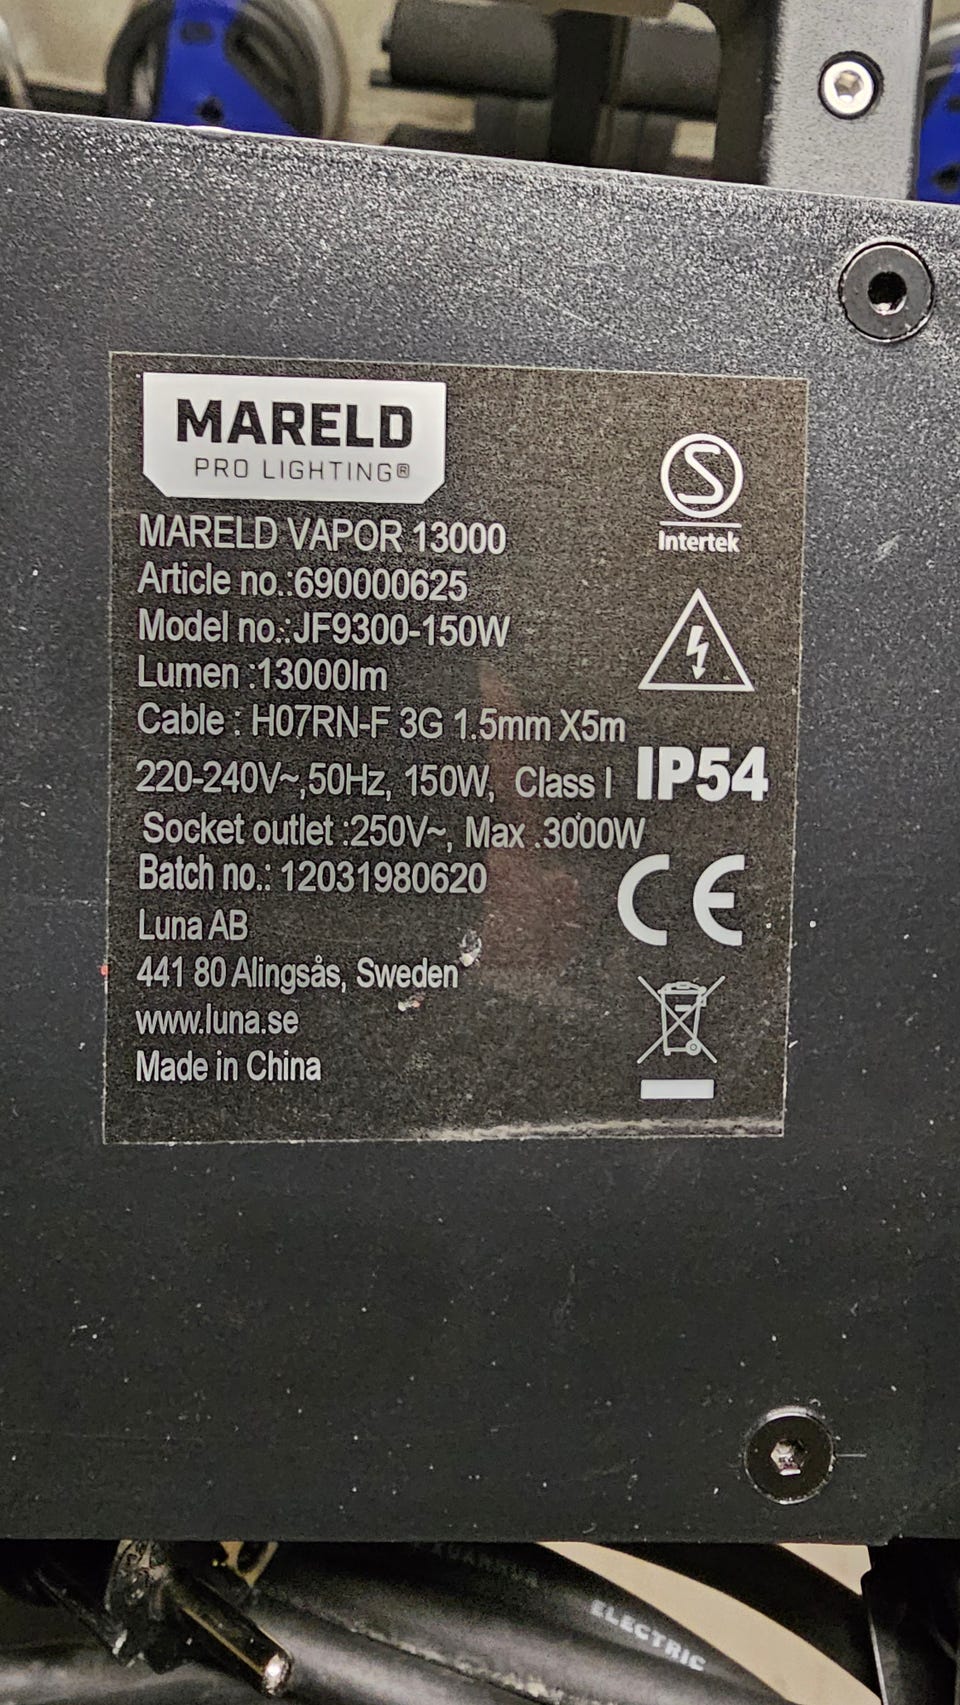 MARELD
PRO LIGHTING®
S
Intertek
MARELD VAPOR 13000
Article no.:690000625
Model no.:JF9300-150W
Lumen :13000lm
Cable : H07RN-F 3G 1.5mm X5m
220-240V~,50Hz, 150W, Class I IP54
Socket outlet :250V~, Max .3000W
Batch no.: 12031980620
CE
Luna AB
441 80 Alingsås, Sweden
www.luna.se
Made in China
ELECTRIC